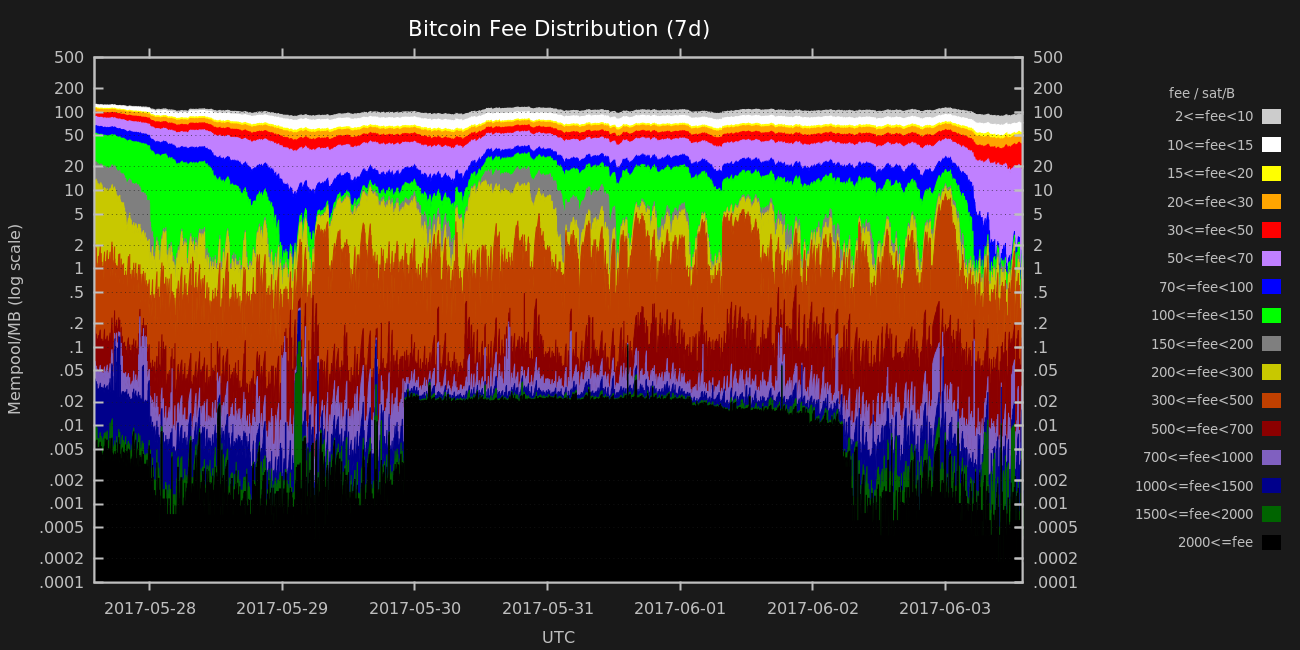 Bitcoin Fee Distribution (7d)
500
200
100
50
20
10
5
2
1
.5
.2
.1
.05
.02
.01
.005
.002
.001
.0005
.0002
.0001
Mempool/MB (log scale)
500
200
100
50
20
10
5
2
1
.5
.2
.1
.05
.02
.01
.005
.002
.001
.0005
.0002
.0001
2017-05-28
2017-05-29
2017-05-30
2017-05-31
2017-06-01
2017-06-02
2017-06-03
UTC
fee / sat/B
2<=fee<10
10<=fee<15
15<=fee<20
20<=fee<30
30<=fee<50
50<=fee<70
70<=fee<100
100<=fee<150
150<=fee<200
200<=fee<300
300<=fee<500
500<=fee<700
700<=fee<1000
1000<=fee<1500
1500<=fee<2000
2000<=fee